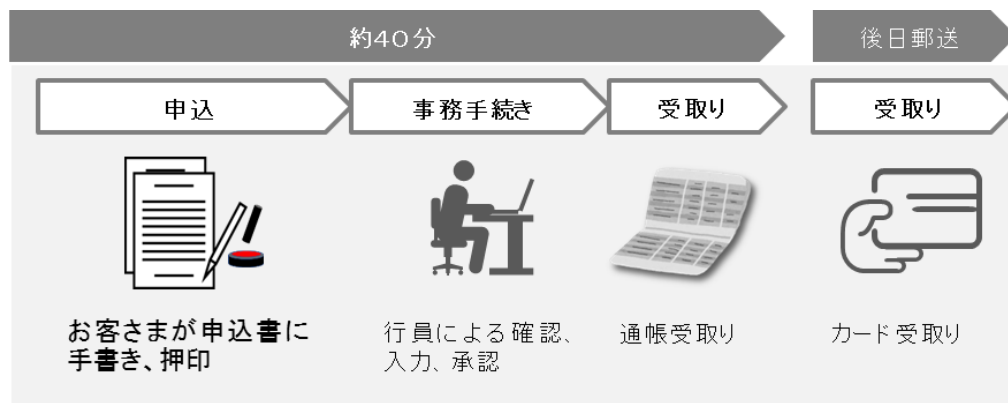 約40分
後日郵送
申込
事務手続き
受取り
受取り
お客さまが申込書に
手書き、押印
行員による確認、
入力、承認
通帳受取り
カード受取り